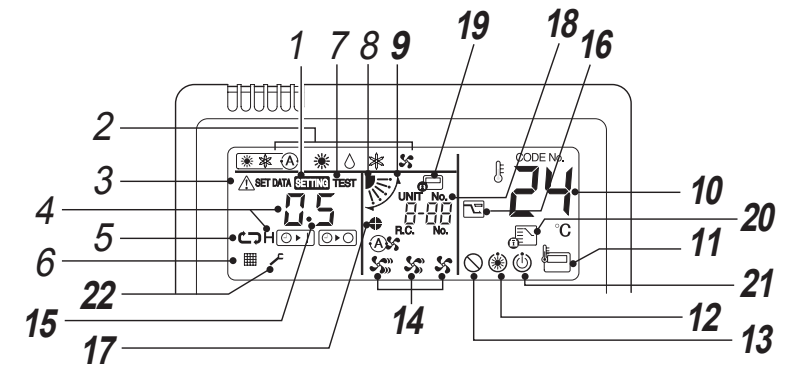 1 7 8 9 19 18 16
2
CODE No.
3
A
SET DATA SETTING TEST
24
10
UNIT No.
4
0.5
8-88
R.C. No.
20
5
H
°C
11
6
A
22
21
15
14
12
17
13